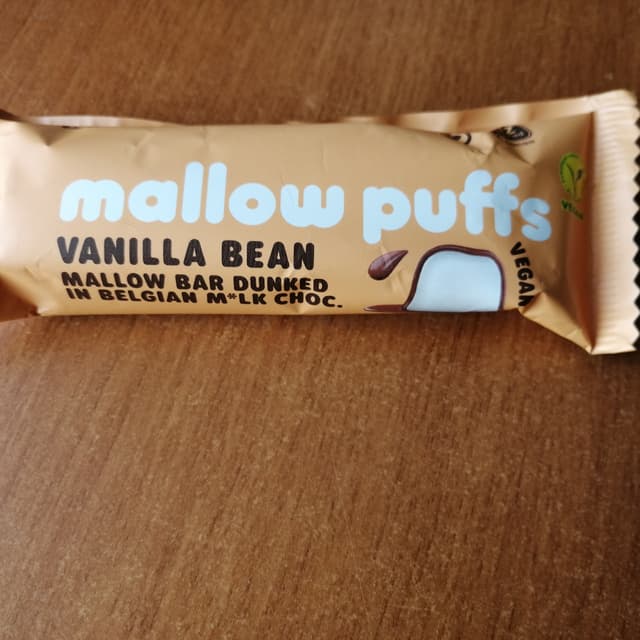 mallow puffs
VANILLA BEAN
MALLOW BAR DUNKED
IN BELGIAN M*LK CHOC.
VEGAN